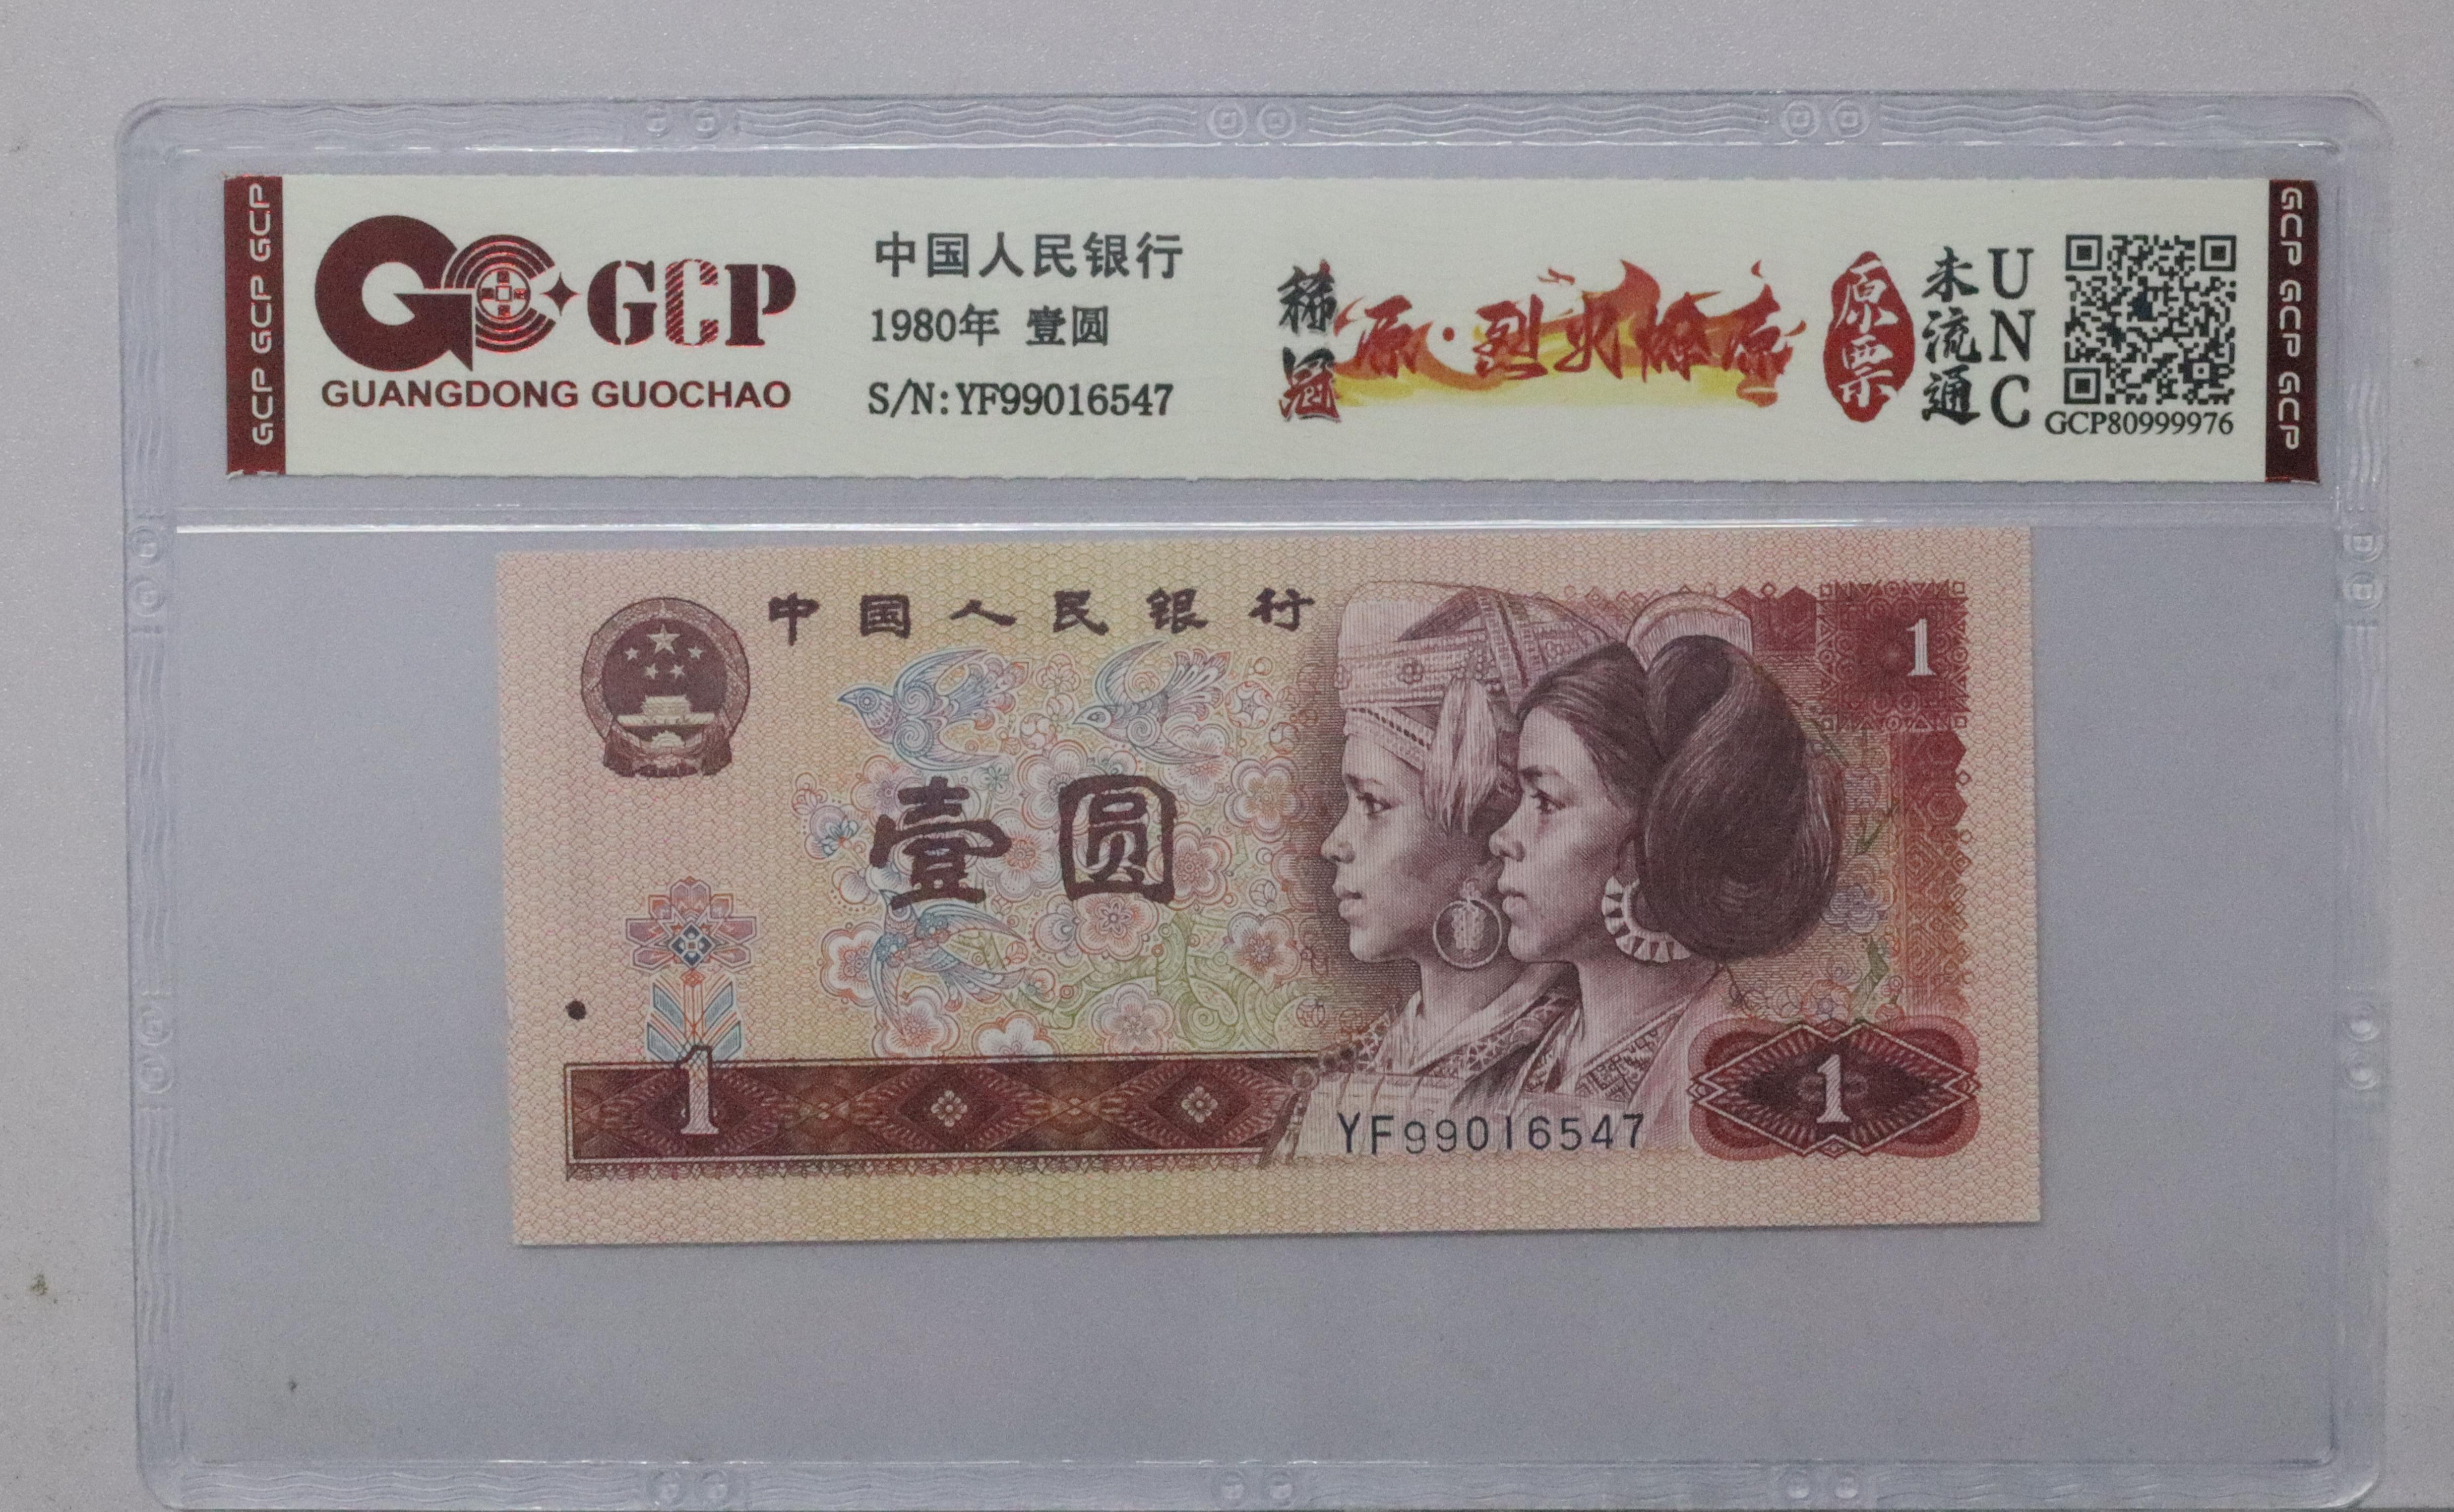 GCP GCP GCP
GCP
GUANGDONG GUOCHAO
中国人民银行
1980年 壹圆
S/N:YF99016547
稀冠
原·烈火燎原
原票
未流通
UNC
GCP80999976
GCP GCP GCP
中国人民银行
1
壹圆
1
YF99016547
1